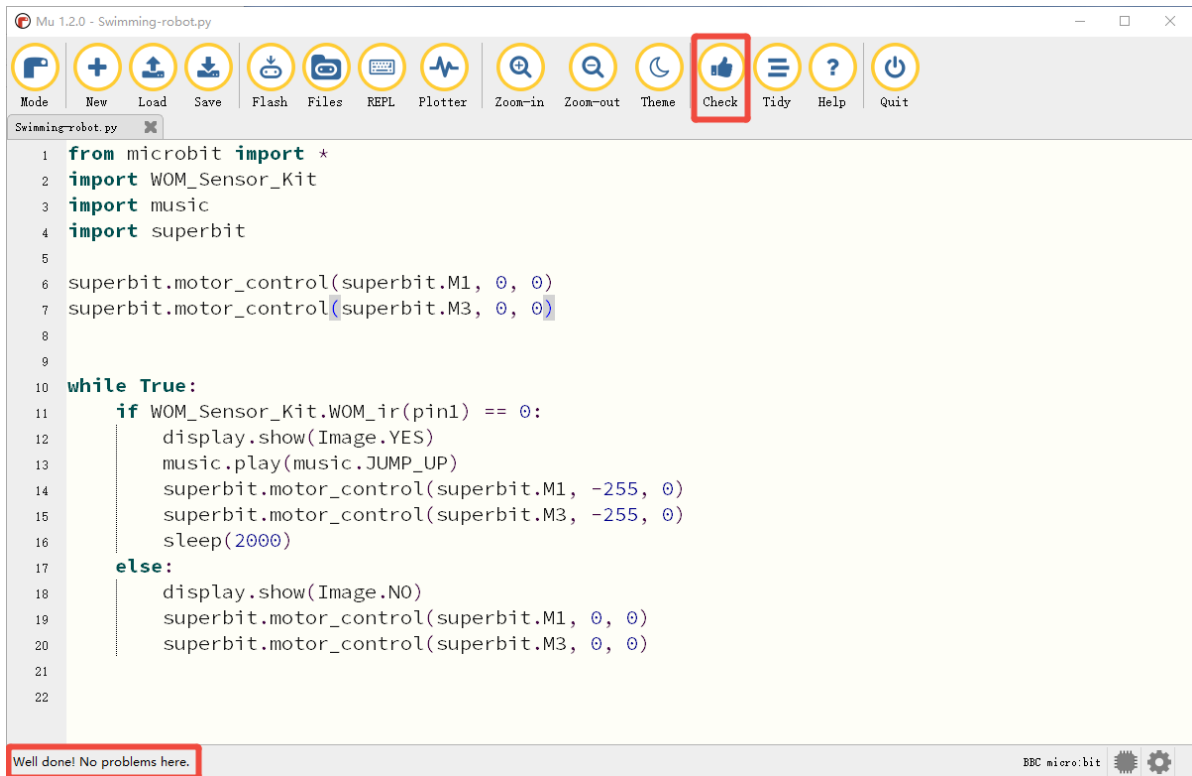 Mu 1.2.0 - Swimming-robot.py
Mode New Load Save Flash Files REPL Plotter Zoom-in Zoom-out Theme Check Tidy Help Quit
Swimming-robot.py
1 from microbit import *
2 import WOM_Sensor_Kit
3 import music
4 import superbit
5
6 superbit.motor_control(superbit.M1, 0, 0)
7 superbit.motor_control(superbit.M3, 0, 0)
8
9
10 while True:
11 if WOM_Sensor_Kit.WOM_ir(pin1) == 0:
12 display.show(Image.YES)
13 music.play(music.JUMP_UP)
14 superbit.motor_control(superbit.M1, -255, 0)
15 superbit.motor_control(superbit.M3, -255, 0)
16 sleep(2000)
17 else:
18 display.show(Image.NO)
19 superbit.motor_control(superbit.M1, 0, 0)
20 superbit.motor_control(superbit.M3, 0, 0)
21
22
Well done! No problems here.
BBC micro:bit